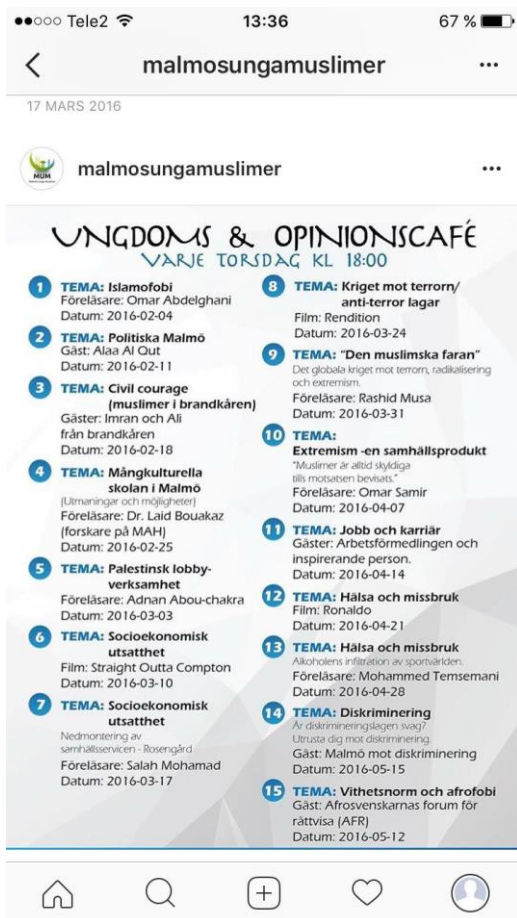 Tele2
13:36
67 %
malmosungamuslimer
17 MARS 2016
MUM
malmosungamuslimer
UNGDOMS & OPINIONSCAFÉ
VARJE TORSDAG KL 18:00
1 TEMA: Islamofobi
Föreläsare: Omar Abdelghani
Datum: 2016-02-04
2 TEMA: Politiska Malmö
Gäst: Alaa Al Qut
Datum: 2016-02-11
3 TEMA: Civil courage
(muslimer i brandkåren)
Gäster: Imran och Ali
från brandkåren
Datum: 2016-02-18
4 TEMA: Mångkulturella
skolan i Malmö
(Utmaningar och möjligheter)
Föreläsare: Dr. Laid Bouakaz
(forskare på MAH)
Datum: 2016-02-25
5 TEMA: Palestinsk lobby-
verksamhet
Föreläsare: Adnan Abou-chakra
Datum: 2016-03-03
6 TEMA: Socioekonomisk
utsatthet
Film: Straight Outta Compton
Datum: 2016-03-10
7 TEMA: Socioekonomisk
utsatthet
Nedmontering av
samhällsservicen - Rosengård
Föreläsare: Salah Mohamad
Datum: 2016-03-17
8 TEMA: Kriget mot terrorn/
anti-terror lagar
Film: Rendition
Datum: 2016-03-24
9 TEMA: "Den muslimska faran"
Det globala kriget mot terrorn, radikalisering
och extremism.
Föreläsare: Rashid Musa
Datum: 2016-03-31
10 TEMA:
Extremism -en samhällsprodukt
"Muslimer är alltid skyldiga
tills motsatsen bevisats."
Föreläsare: Omar Samir
Datum: 2016-04-07
11 TEMA: Jobb och karriär
Gäster: Arbetsförmedlingen och
inspirerande person.
Datum: 2016-04-14
12 TEMA: Hälsa och missbruk
Film: Ronaldo
Datum: 2016-04-21
13 TEMA: Hälsa och missbruk
Alkoholens infiltration av sportvärlden.
Föreläsare: Mohammed Temsemani
Datum: 2016-04-28
14 TEMA: Diskriminering
Är diskrimineringslagen svag?
Utrusta dig mot diskriminering.
Gäst: Malmö mot diskriminering
Datum: 2016-05-15
15 TEMA: Vithetsnorm och afrofobi
Gäst: Afrosvenskarnas forum för
rättvisa (AFR)
Datum: 2016-05-12